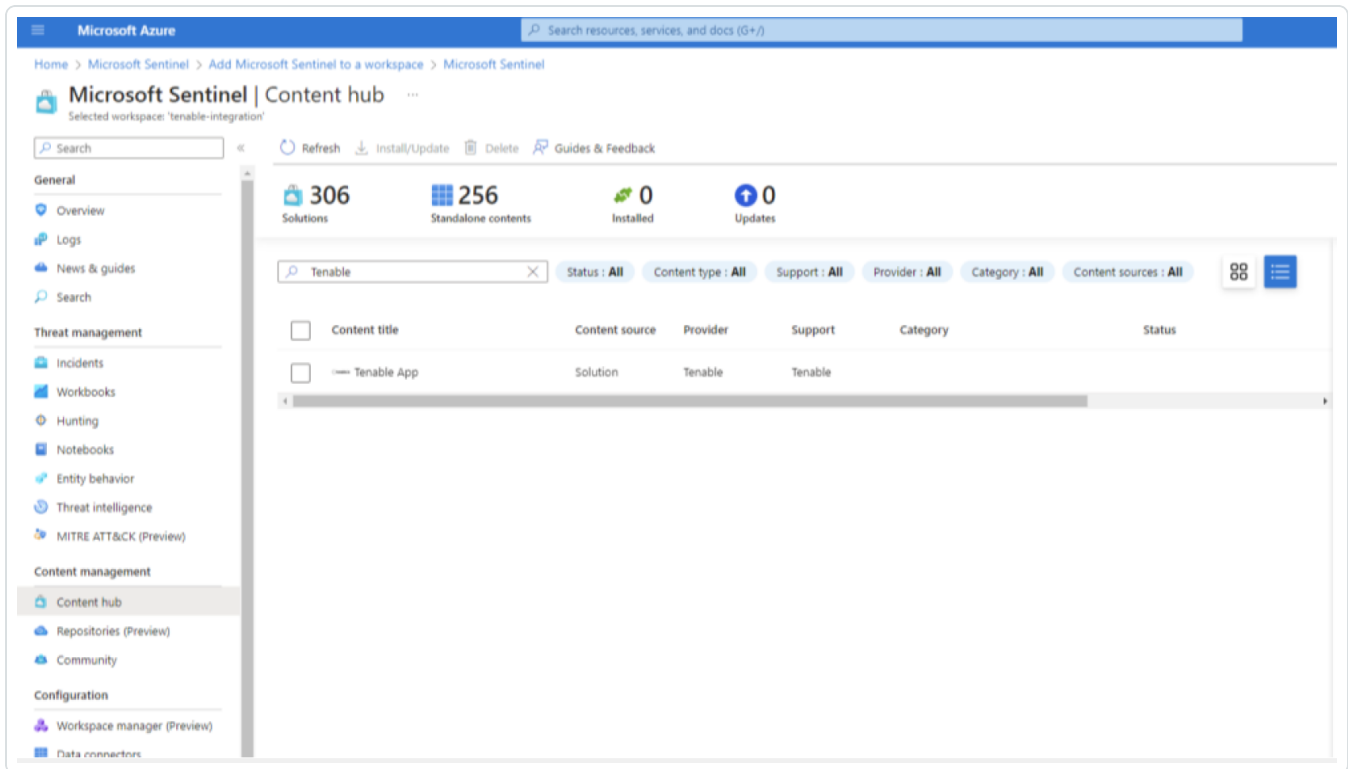 Microsoft Azure
Search resources, services, and docs (G+/)
Home > Microsoft Sentinel > Add Microsoft Sentinel to a workspace > Microsoft Sentinel
Microsoft Sentinel | Content hub ...
Selected workspace: 'tenable-integration'
Search «
Refresh Install/Update Delete Guides & Feedback
General
Overview
Logs
News & guides
Search
Threat management
Incidents
Workbooks
Hunting
Notebooks
Entity behavior
Threat intelligence
MITRE ATT&CK (Preview)
Content management
Content hub
Repositories (Preview)
Community
Configuration
Workspace manager (Preview)
Data connectors
306 256 0 0
Solutions Standalone contents Installed Updates
Tenable Status : All Content type : All Support : All Provider : All Category : All Content sources : All
Content title Content source Provider Support Category Status
Tenable App Solution Tenable Tenable